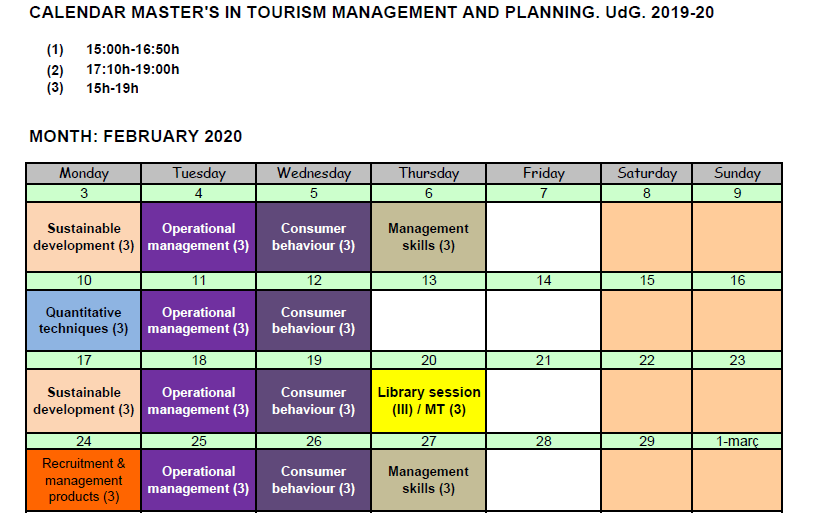 CALENDAR MASTER'S IN TOURISM MANAGEMENT AND PLANNING. UdG. 2019-20
(1) 15:00h-16:50h
(2) 17:10h-19:00h
(3) 15h-19h
MONTH: FEBRUARY 2020
Monday Tuesday Wednesday Thursday Friday Saturday Sunday
3 4 5 6 7 8 9
Sustainable Operational Consumer Management
development (3) management (3) behaviour (3) skills (3)
10 11 12 13 14 15 16
Quantitative Operational Consumer
techniques (3) management (3) behaviour (3)
17 18 19 20 21 22 23
Sustainable Operational Consumer Library session
development (3) management (3) behaviour (3) (III) / MT (3)
24 25 26 27 28 29 1-març
Recruitment &
management
products (3)
Operational Consumer Management
management (3) behaviour (3) skills (3)